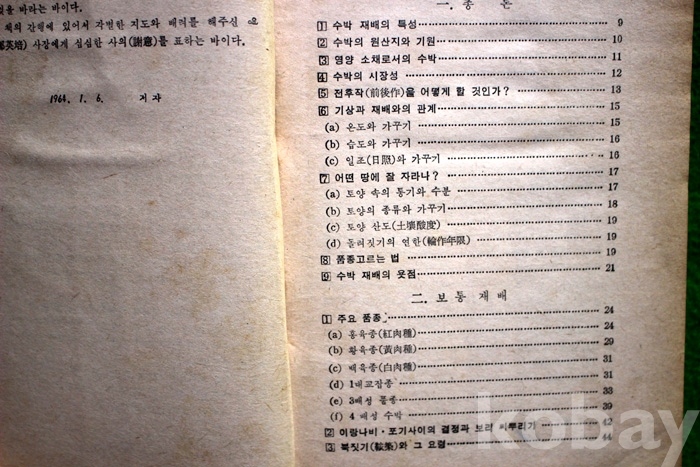 을 바라는 바이다.
책의 간행에 있어서 각별한 지도와 배려를 해주신
英培) 사장에게 심심한 사의(謝意)를 표하는 바이다.
1964. 1. 6. 저자
一. 총 론
1 수박 재배의 특성 9
2 수박의 원산지와 기원 10
3 영양 소채로서의 수박 11
4 수박의 시장성 12
5 전후작(前後作)을 어떻게 할 것인가? 13
6 기상과 재배와의 관계 15
(a) 온도와 가꾸기 15
(b) 습도와 가꾸기 16
(c) 일조(日照)와 가꾸기 16
7 어떤 땅에 잘 자라나? 17
(a) 토양 속의 통기와 수분 17
(b) 토양의 종류와 가꾸기 18
(c) 토양 산도(土壤酸度) 19
(d) 돌려짓기의 연한(輪作年限) 19
8 품종고르는 법 19
9 수박 재배의 웃점 21
二. 보통 재배
1 주요 품종 24
(a) 홍육종(紅肉種) 24
(b) 황육종(黃肉種) 29
(c) 백육종(白肉種) 31
(d) 1대교잡종 31
(e) 3배성 품종 33
(f) 4 배성 수박 39
2 이랑나비·포기사이의 결정과 보리 씨뿌리기 42
3 북짓기와 그 요령 44
kobay